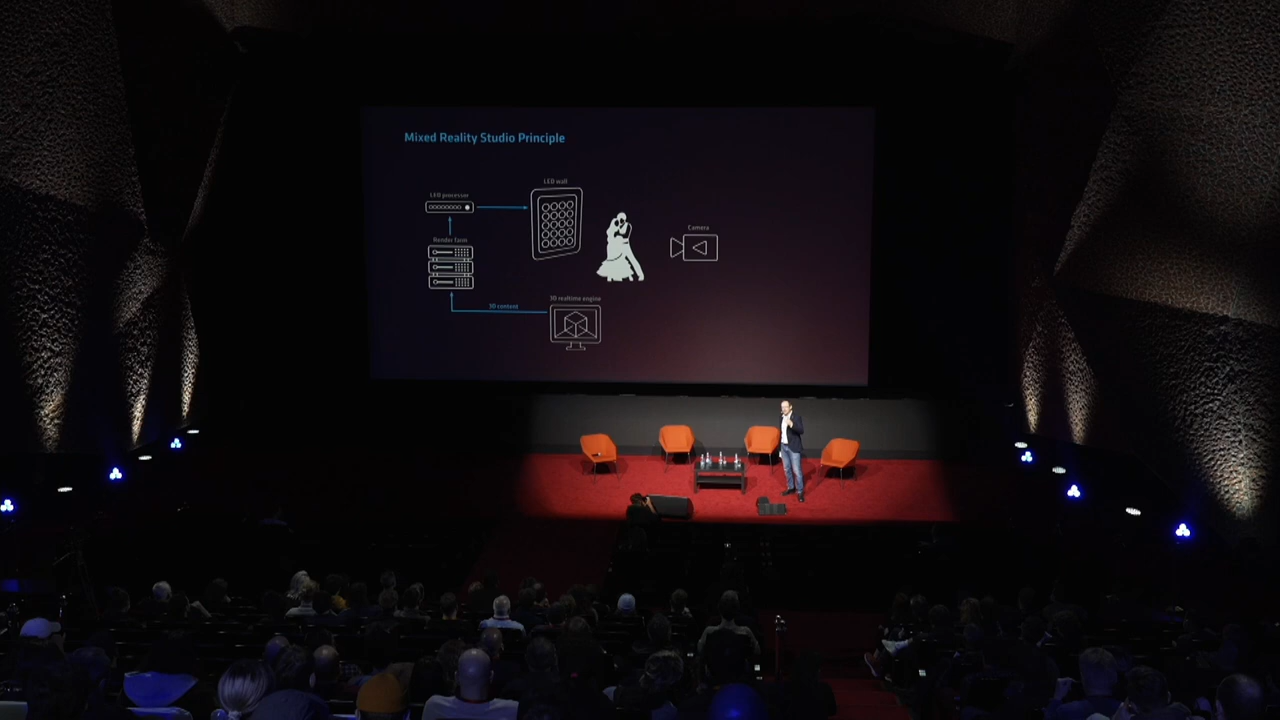 Mixed Reality Studio Principle
LED wall
LED processor
Camera
Render farm
3D content
3D realtime engine